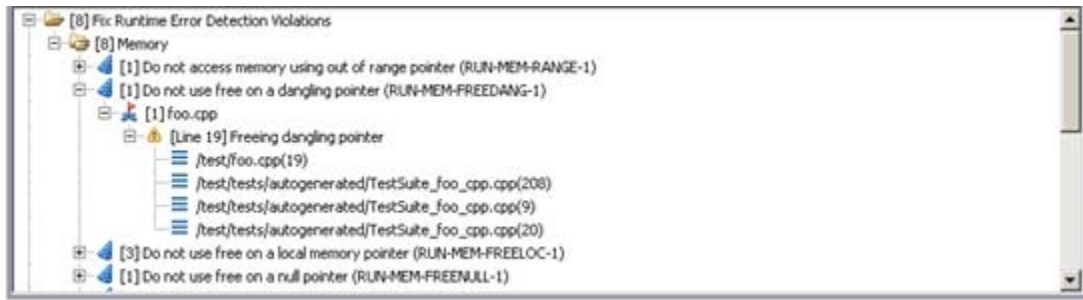 [8] Fix Runtime Error Detection Violations
[8] Memory
[1] Do not access memory using out of range pointer (RUN-MEM-RANGE-1)
[1] Do not use free on a dangling pointer (RUN-MEM-FREEDANG-1)
[1] foo.cpp
[Line 19] Freeing dangling pointer
/test/foo.cpp(19)
/test/tests/autogenerated/TestSuite_foo_cpp.cpp(208)
/test/tests/autogenerated/TestSuite_foo_cpp.cpp(9)
/test/tests/autogenerated/TestSuite_foo_cpp.cpp(20)
[3] Do not use free on a local memory pointer (RUN-MEM-FREELOC-1)
[1] Do not use free on a null pointer (RUN-MEM-FREENULL-1)